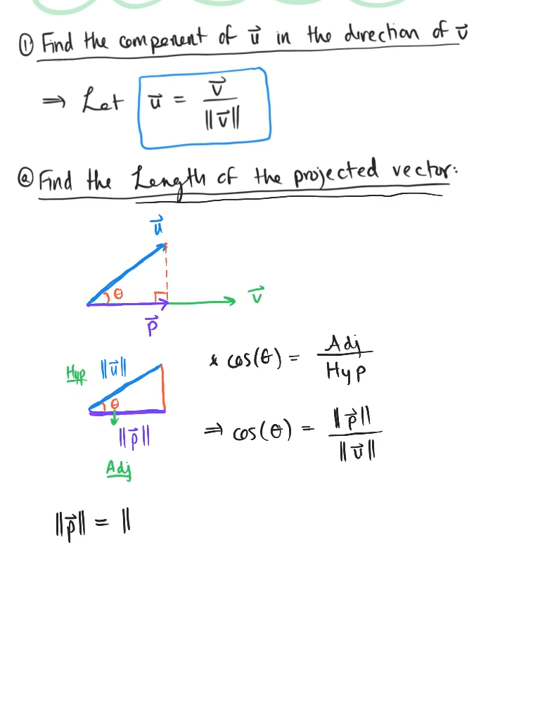 ① Find the component of u⃗ in the direction of v⃗
⇒ Let u⃗ = v⃗ / ||v⃗||
② Find the Length of the projected vector:
u⃗
θ
v⃗
p⃗
Hyp ||u⃗||
θ
||p⃗||
Adj
* cos(θ) = Adj / Hyp
⇒ cos(θ) = ||p⃗|| / ||u⃗||
||p⃗|| = ||